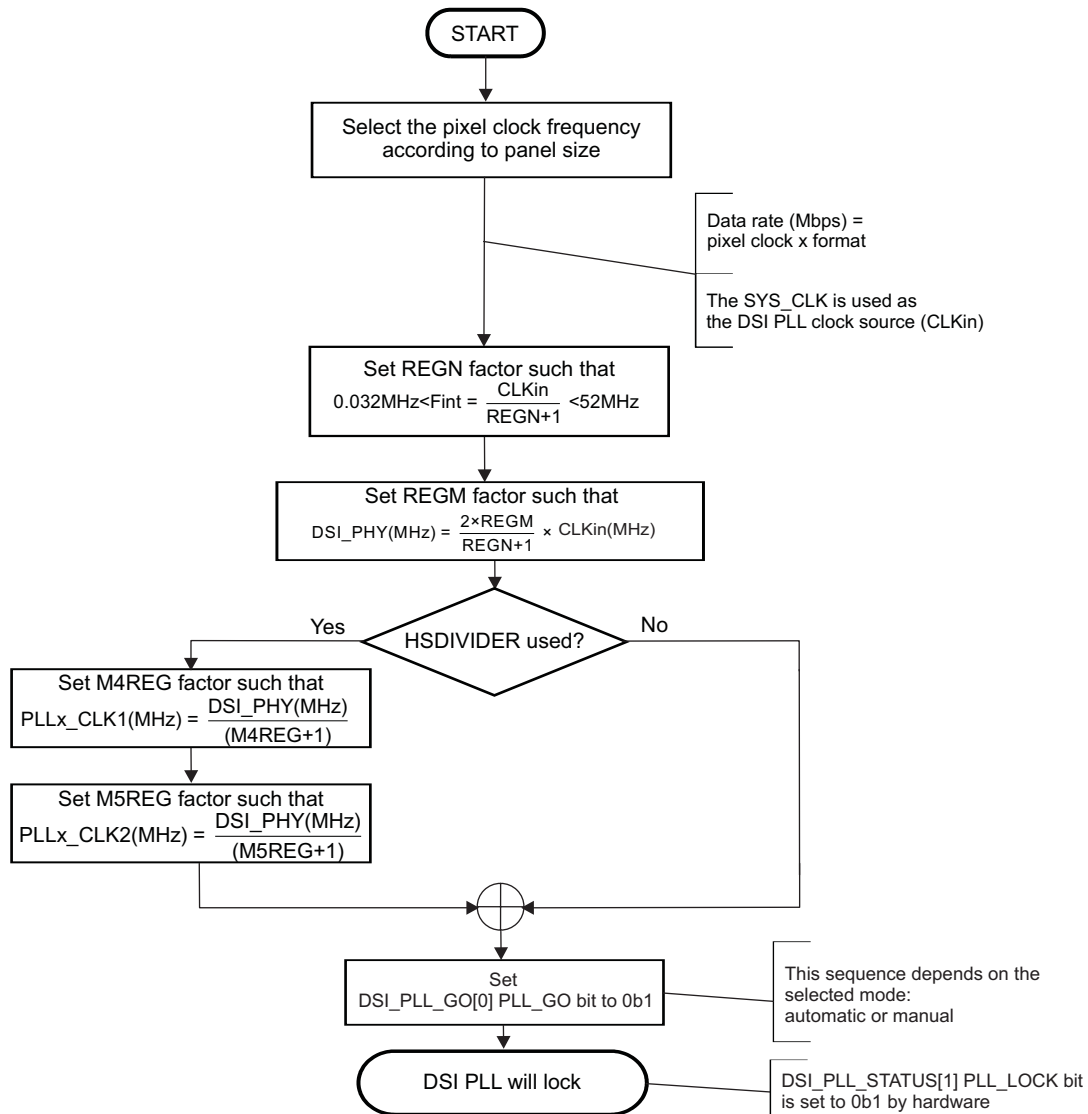 START
Select the pixel clock frequency
according to panel size
Data rate (Mbps) =
pixel clock x format
The SYS_CLK is used as
the DSI PLL clock source (CLKin)
Set REGN factor such that
0.032MHz<Fint = CLKin / REGN+1 <52MHz
Set REGM factor such that
DSI_PHY(MHz) = 2×REGM / REGN+1 × CLKin(MHz)
HSDIVIDER used?
Yes
No
Set M4REG factor such that
PLLx_CLK1(MHz) = DSI_PHY(MHz) / (M4REG+1)
Set M5REG factor such that
PLLx_CLK2(MHz) = DSI_PHY(MHz) / (M5REG+1)
Set
DSI_PLL_GO[0] PLL_GO bit to 0b1
This sequence depends on the
selected mode:
automatic or manual
DSI PLL will lock
DSI_PLL_STATUS[1] PLL_LOCK bit
is set to 0b1 by hardware